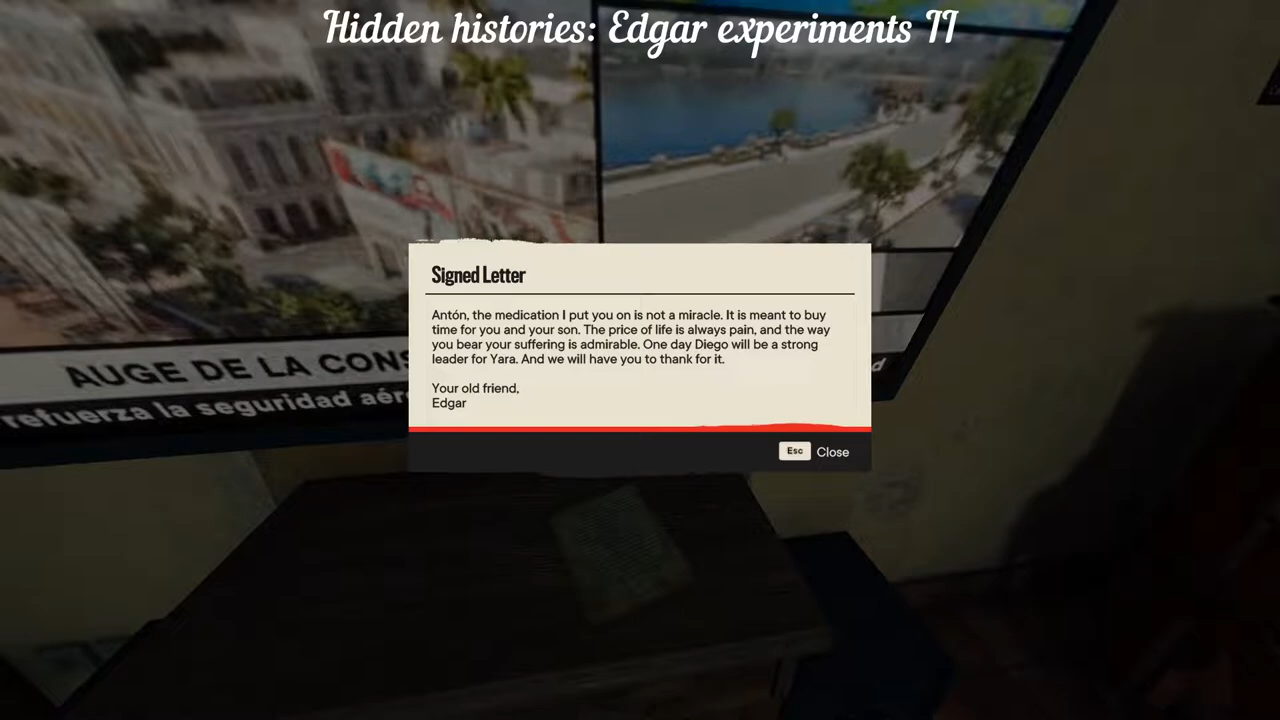 Hidden histories: Edgar experiments II
Signed Letter
Antón, the medication I put you on is not a miracle. It is meant to buy
time for you and your son. The price of life is always pain, and the way
you bear your suffering is admirable. One day Diego will be a strong
leader for Yara. And we will have you to thank for it.
Your old friend,
Edgar
AUGE DE LA CONS
refuerza la seguridad aér
d
Esc Close